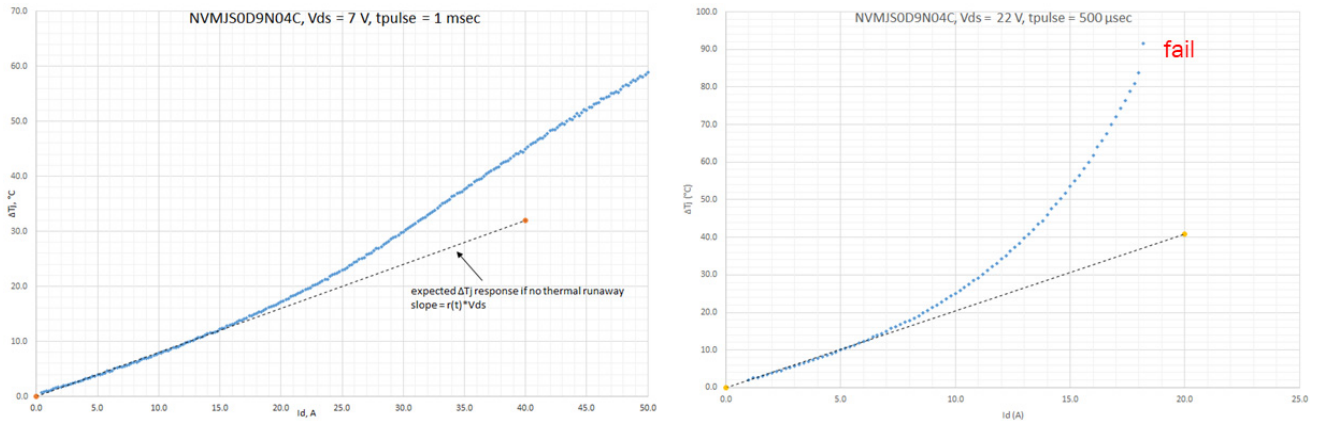 NVMJS0D9N04C, Vds = 7 V, tpulse = 1 msec
70.0
60.0
50.0
40.0
30.0
20.0
10.0
0.0
ΔTj, °C
0.0 5.0 10.0 15.0 20.0 25.0 30.0 35.0 40.0 45.0 50.0
Id, A
expected ΔTj response if no thermal runaway
slope = r(t)*Vds
NVMJS0D9N04C, Vds = 22 V, tpulse = 500 µsec
100.0
90.0
80.0
70.0
60.0
50.0
40.0
30.0
20.0
10.0
0.0
ΔTj (°C)
0.0 5.0 10.0 15.0 20.0 25.0
Id (A)
fail